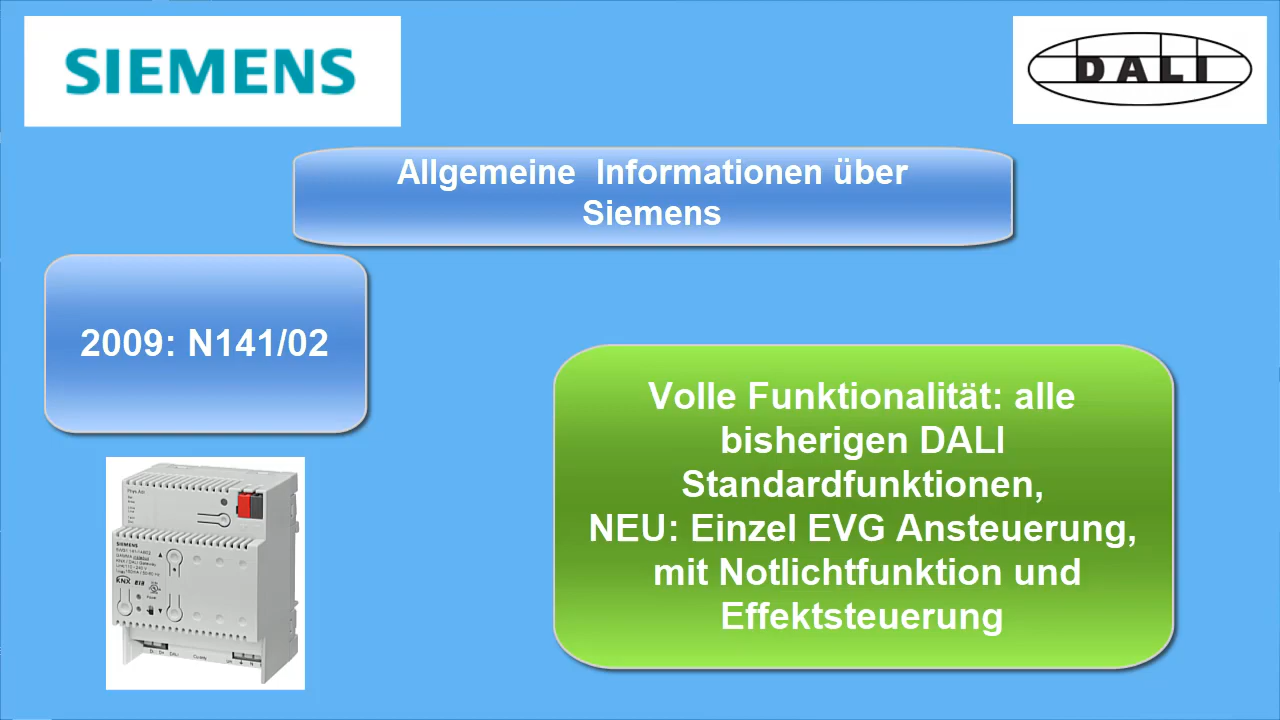 SIEMENS
DALI
Allgemeine  Informationen über
Siemens
2009: N141/02
Volle Funktionalität: alle
bisherigen DALI
Standardfunktionen,
NEU: Einzel EVG Ansteuerung,
mit Notlichtfunktion und
Effektsteuerung
SIEMENS
KNX EIB